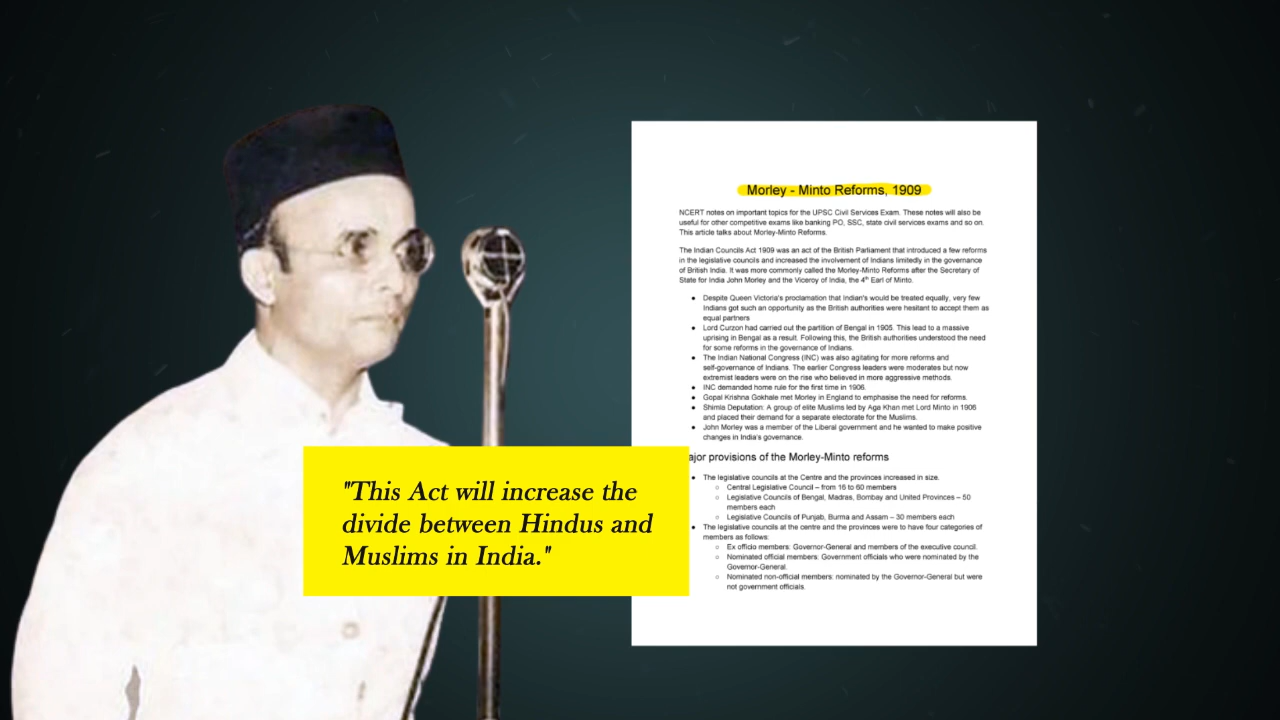 Morley - Minto Reforms, 1909
NCERT notes on important topics for the UPSC Civil Services Exam. These notes will also be
useful for other competitive exams like banking PO, SSC, state civil services exams and so on.
This article talks about Morley-Minto Reforms.
The Indian Councils Act 1909 was an act of the British Parliament that introduced a few reforms
in the legislative councils and increased the involvement of Indians limitedly in the governance
of British India. It was more commonly called the Morley-Minto Reforms after the Secretary of
State for India John Morley and the Viceroy of India, the 4th Earl of Minto.
● Despite Queen Victoria's proclamation that Indian's would be treated equally, very few
Indians got such an opportunity as the British authorities were hesitant to accept them as
equal partners
● Lord Curzon had carried out the partition of Bengal in 1905. This lead to a massive
uprising in Bengal as a result. Following this, the British authorities understood the need
for some reforms in the governance of Indians.
● The Indian National Congress (INC) was also agitating for more reforms and
self-governance of Indians. The earlier Congress leaders were moderates but now
extremist leaders were on the rise who believed in more aggressive methods.
● INC demanded home rule for the first time in 1906.
● Gopal Krishna Gokhale met Morley in England to emphasise the need for reforms.
● Shimla Deputation: A group of elite Muslims led by Aga Khan met Lord Minto in 1906
and placed their demand for a separate electorate for the Muslims.
● John Morley was a member of the Liberal government and he wanted to make positive
changes in India's governance.
ajor provisions of the Morley-Minto reforms
● The legislative councils at the Centre and the provinces increased in size.
○ Central Legislative Council – from 16 to 60 members
○ Legislative Councils of Bengal, Madras, Bombay and United Provinces – 50
members each
○ Legislative Councils of Punjab, Burma and Assam – 30 members each
● The legislative councils at the centre and the provinces were to have four categories of
members as follows:
○ Ex officio members: Governor-General and members of the executive council.
○ Nominated official members: Government officials who were nominated by the
Governor-General.
○ Nominated non-official members: nominated by the Governor-General but were
not government officials.
"This Act will increase the
divide between Hindus and
Muslims in India."